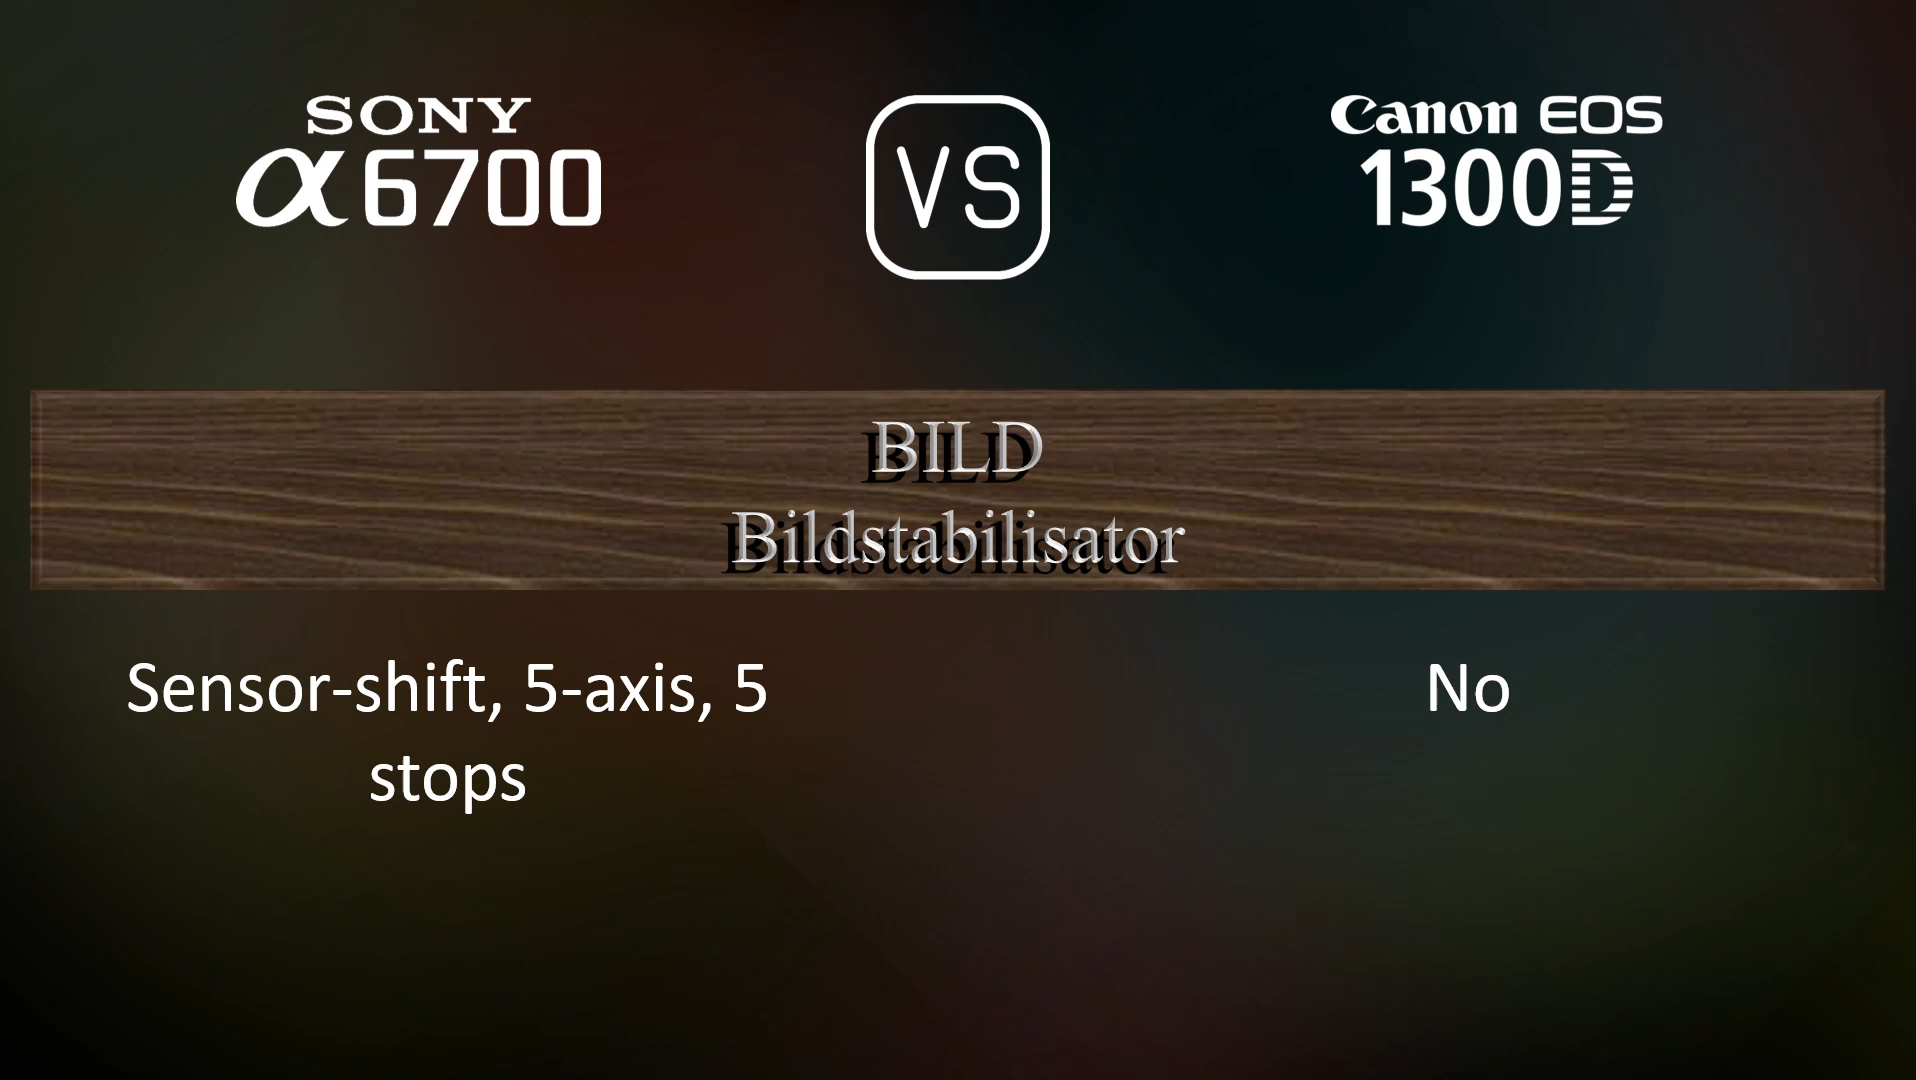 SONY
α6700
VS
Canon EOS
1300D
BILD
Bildstabilisator
Sensor-shift, 5-axis, 5
stops
No